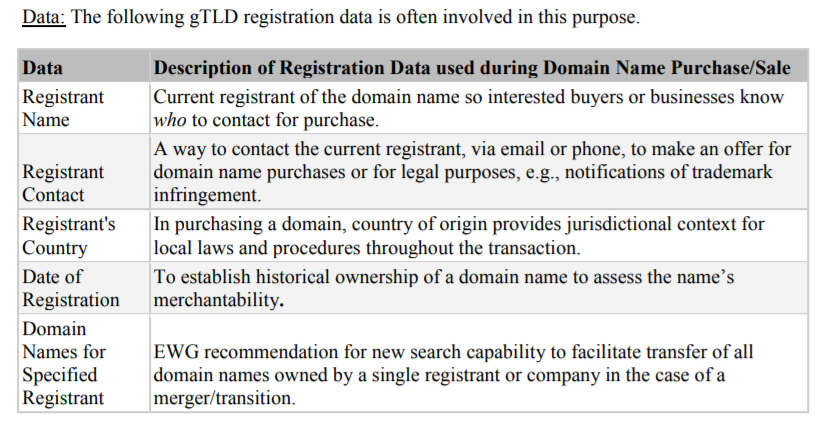 Data: The following gTLD registration data is often involved in this purpose.
Data Description of Registration Data used during Domain Name Purchase/Sale
Registrant
Name
Current registrant of the domain name so interested buyers or businesses know
who to contact for purchase.
Registrant
Contact
A way to contact the current registrant, via email or phone, to make an offer for
domain name purchases or for legal purposes, e.g., notifications of trademark
infringement.
Registrant's
Country
In purchasing a domain, country of origin provides jurisdictional context for
local laws and procedures throughout the transaction.
Date of
Registration
To establish historical ownership of a domain name to assess the name’s
merchantability.
Domain
Names for
Specified
Registrant
EWG recommendation for new search capability to facilitate transfer of all
domain names owned by a single registrant or company in the case of a
merger/transition.